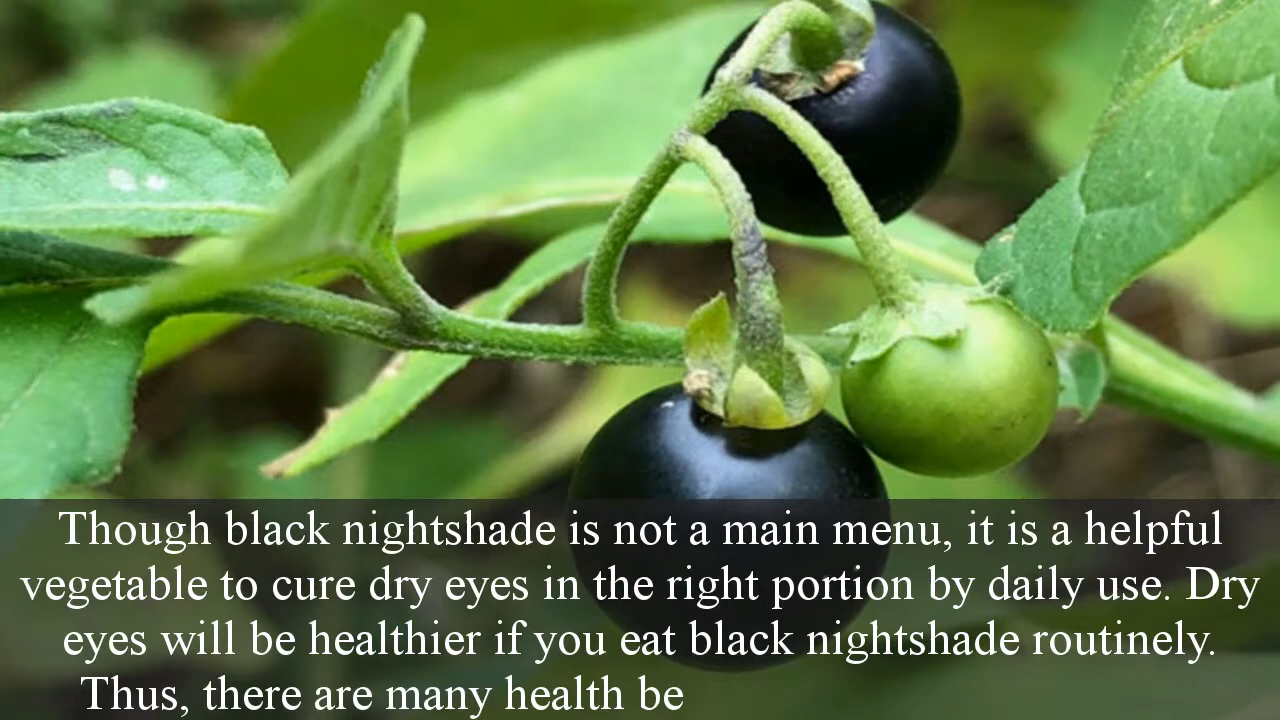 Though black nightshade is not a main menu, it is a helpful
vegetable to cure dry eyes in the right portion by daily use. Dry
eyes will be healthier if you eat black nightshade routinely.
Thus, there are many health be